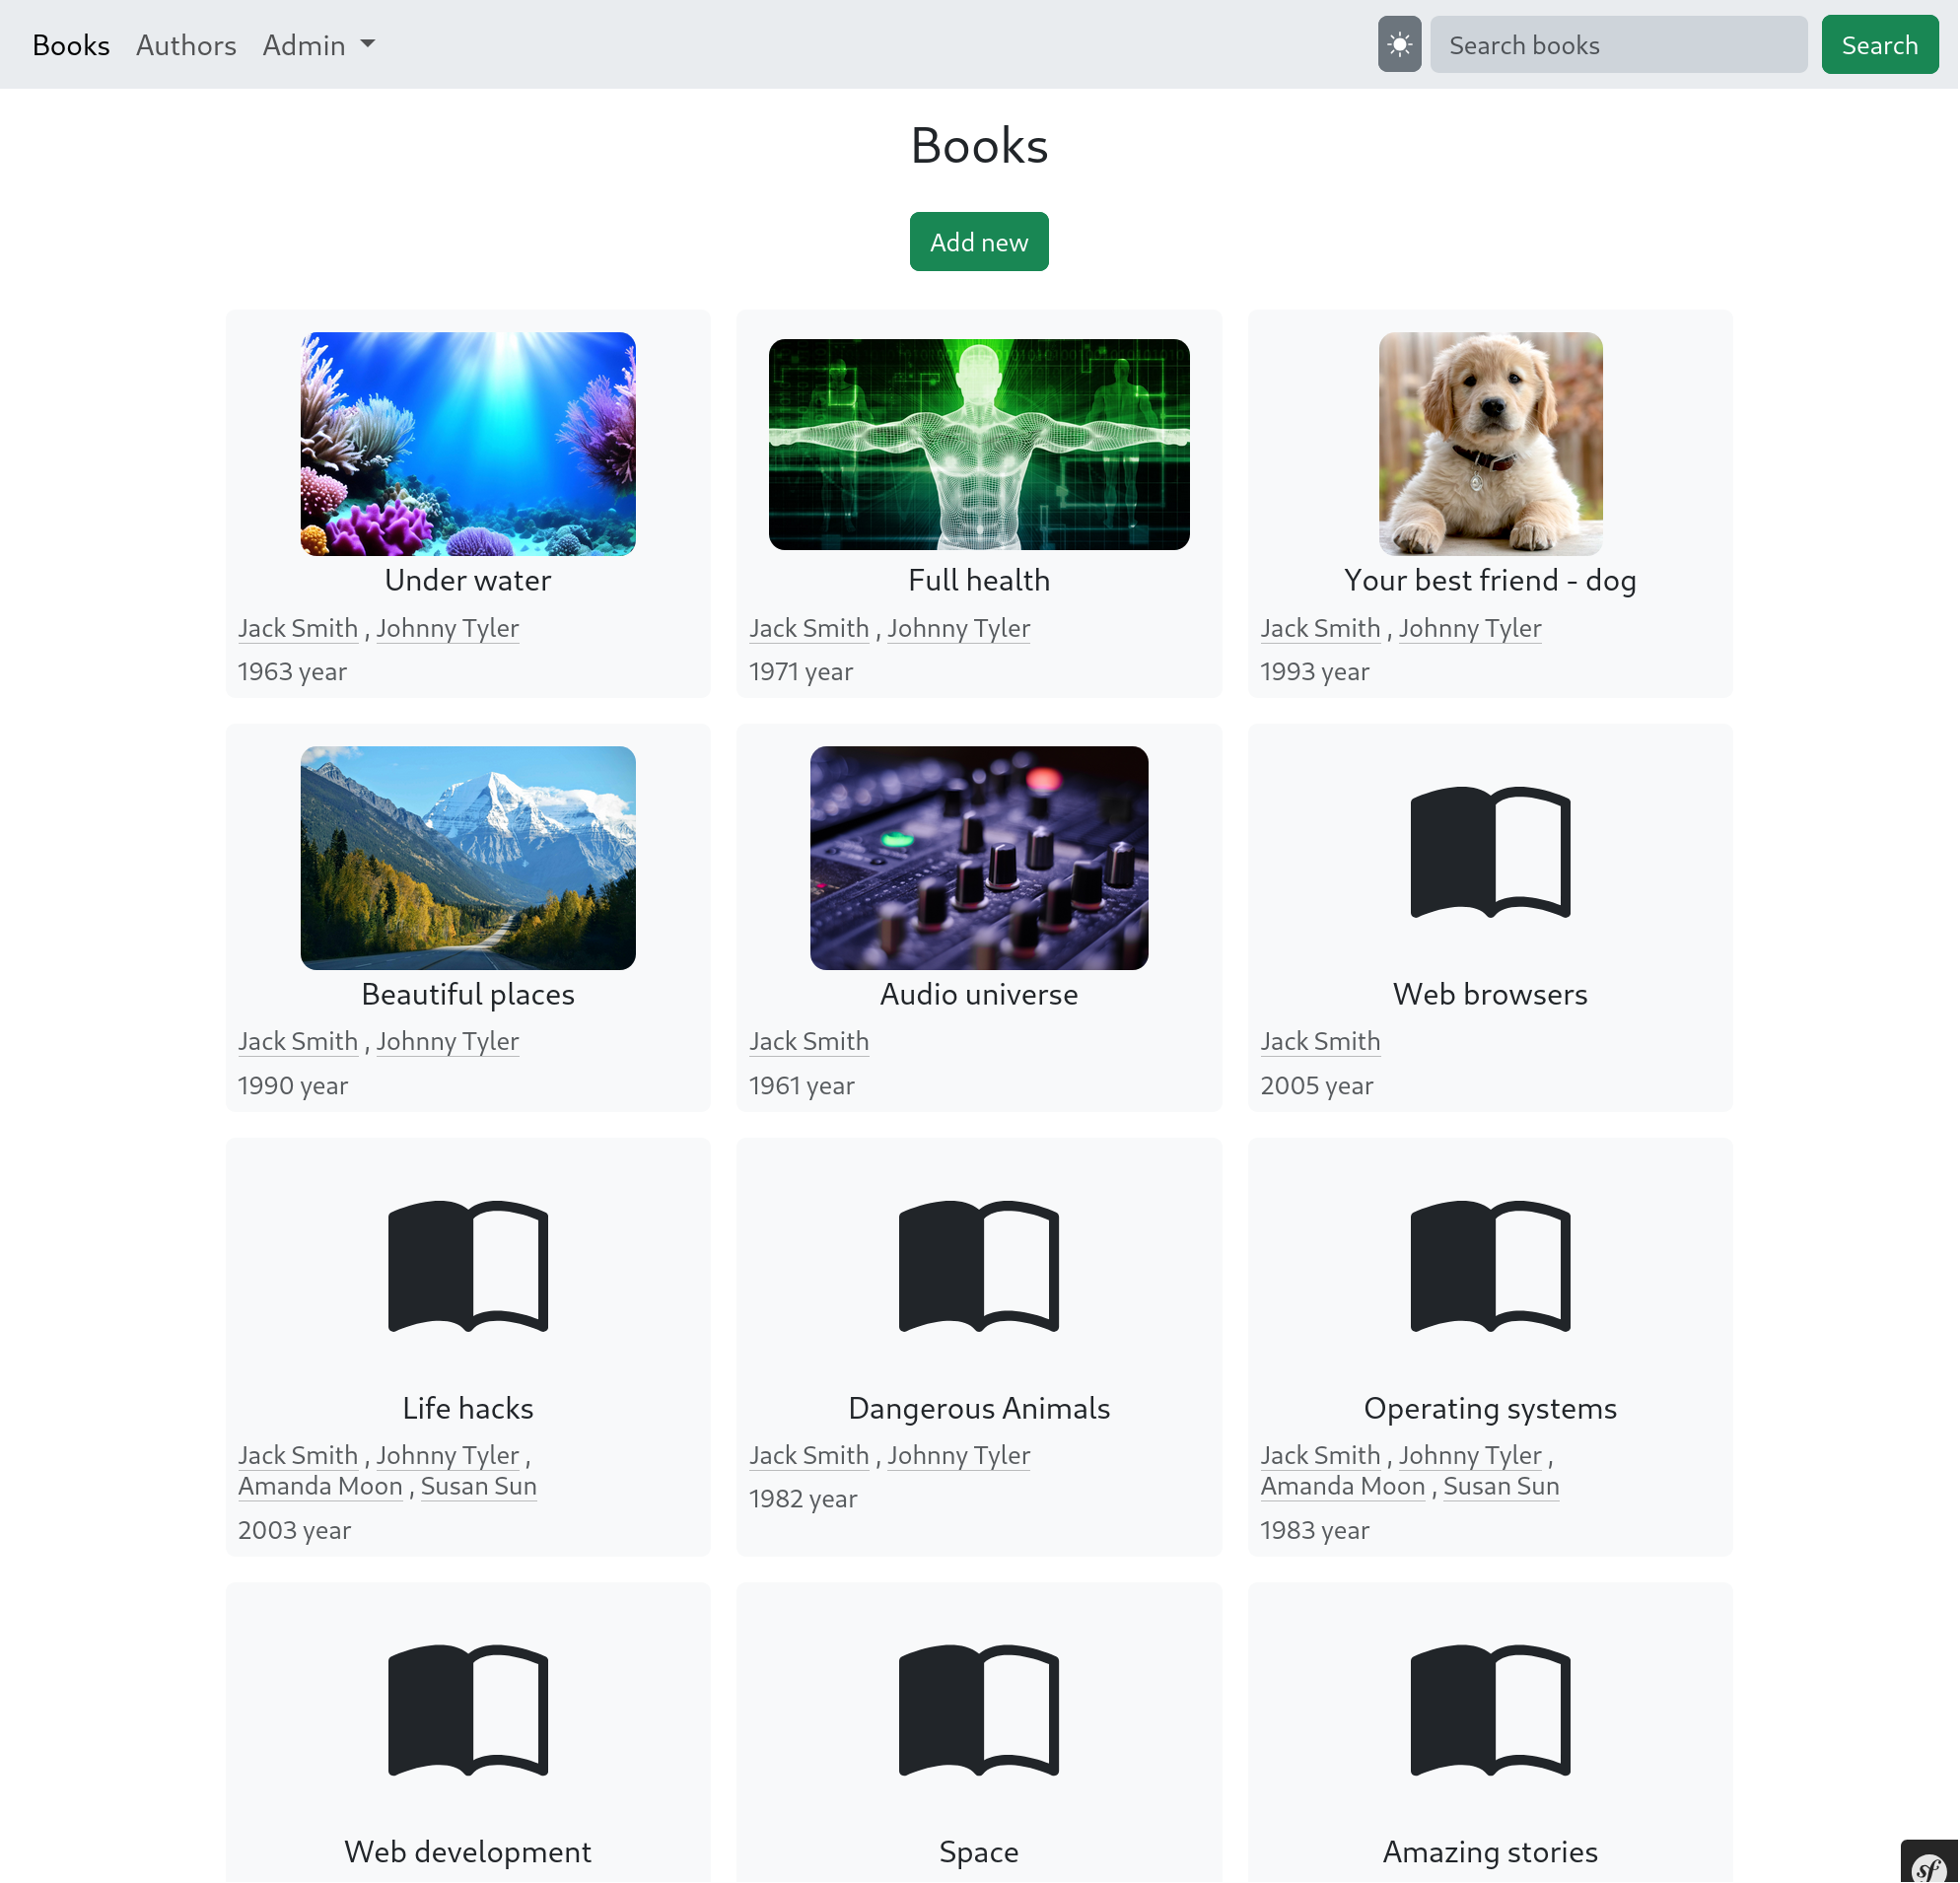 Books Authors Admin Search books Search
Books
Add new
Under water
Jack Smith , Johnny Tyler
1963 year
Full health
Jack Smith , Johnny Tyler
1971 year
Your best friend - dog
Jack Smith , Johnny Tyler
1993 year
Beautiful places
Jack Smith , Johnny Tyler
1990 year
Audio universe
Jack Smith
1961 year
Web browsers
Jack Smith
2005 year
Life hacks
Jack Smith , Johnny Tyler ,
Amanda Moon , Susan Sun
2003 year
Dangerous Animals
Jack Smith , Johnny Tyler
1982 year
Operating systems
Jack Smith , Johnny Tyler ,
Amanda Moon , Susan Sun
1983 year
Web development
Space
Amazing stories
sf